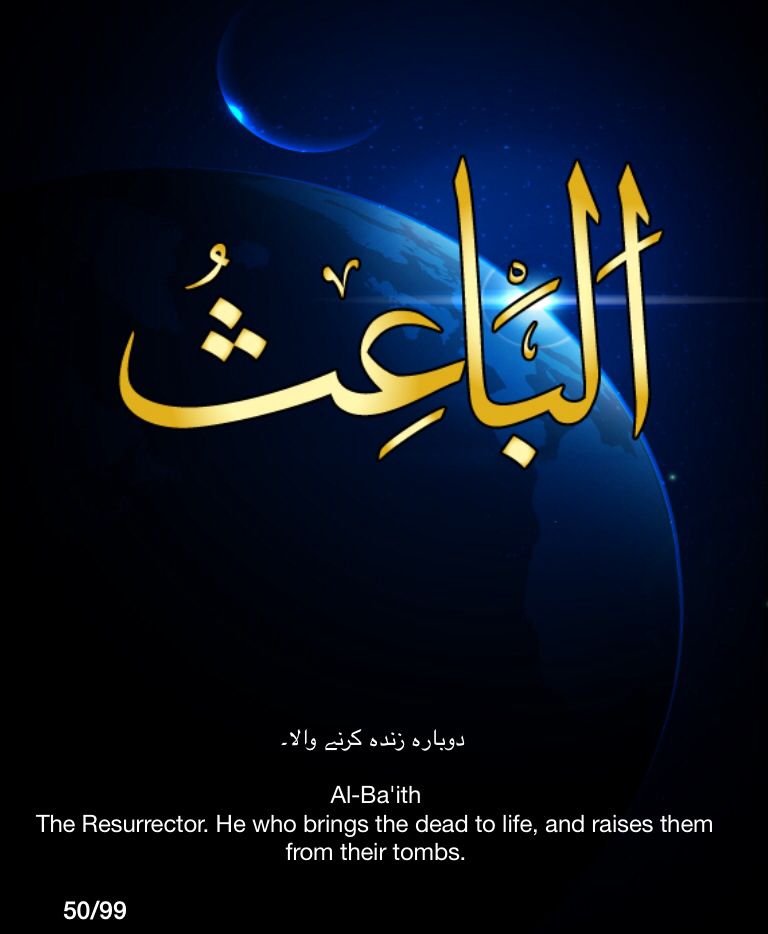 الْبَاعِثُ
دوبارہ زندہ کرنے والا۔
Al-Ba'ith
The Resurrector. He who brings the dead to life, and raises them
from their tombs.
50/99